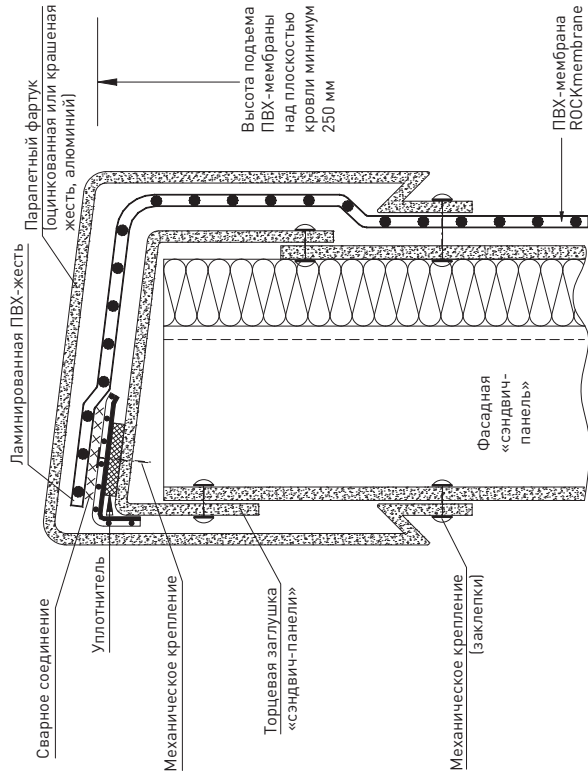 Ламинированная ПВХ-жесть
Парапетный фартук
(оцинкованная или крашеная
жесть, алюминий)
Высота подъема
ПВХ-мембраны
над плоскостью
кровли минимум
250 мм
ПВХ-мембрана
ROCKmembrane
Фасадная
«сэндвич-
панель»
Сварное соединение
Уплотнитель
Механическое крепление
Торцевая заглушка
«сэндвич-панели»
Механическое крепление
(заклепки)